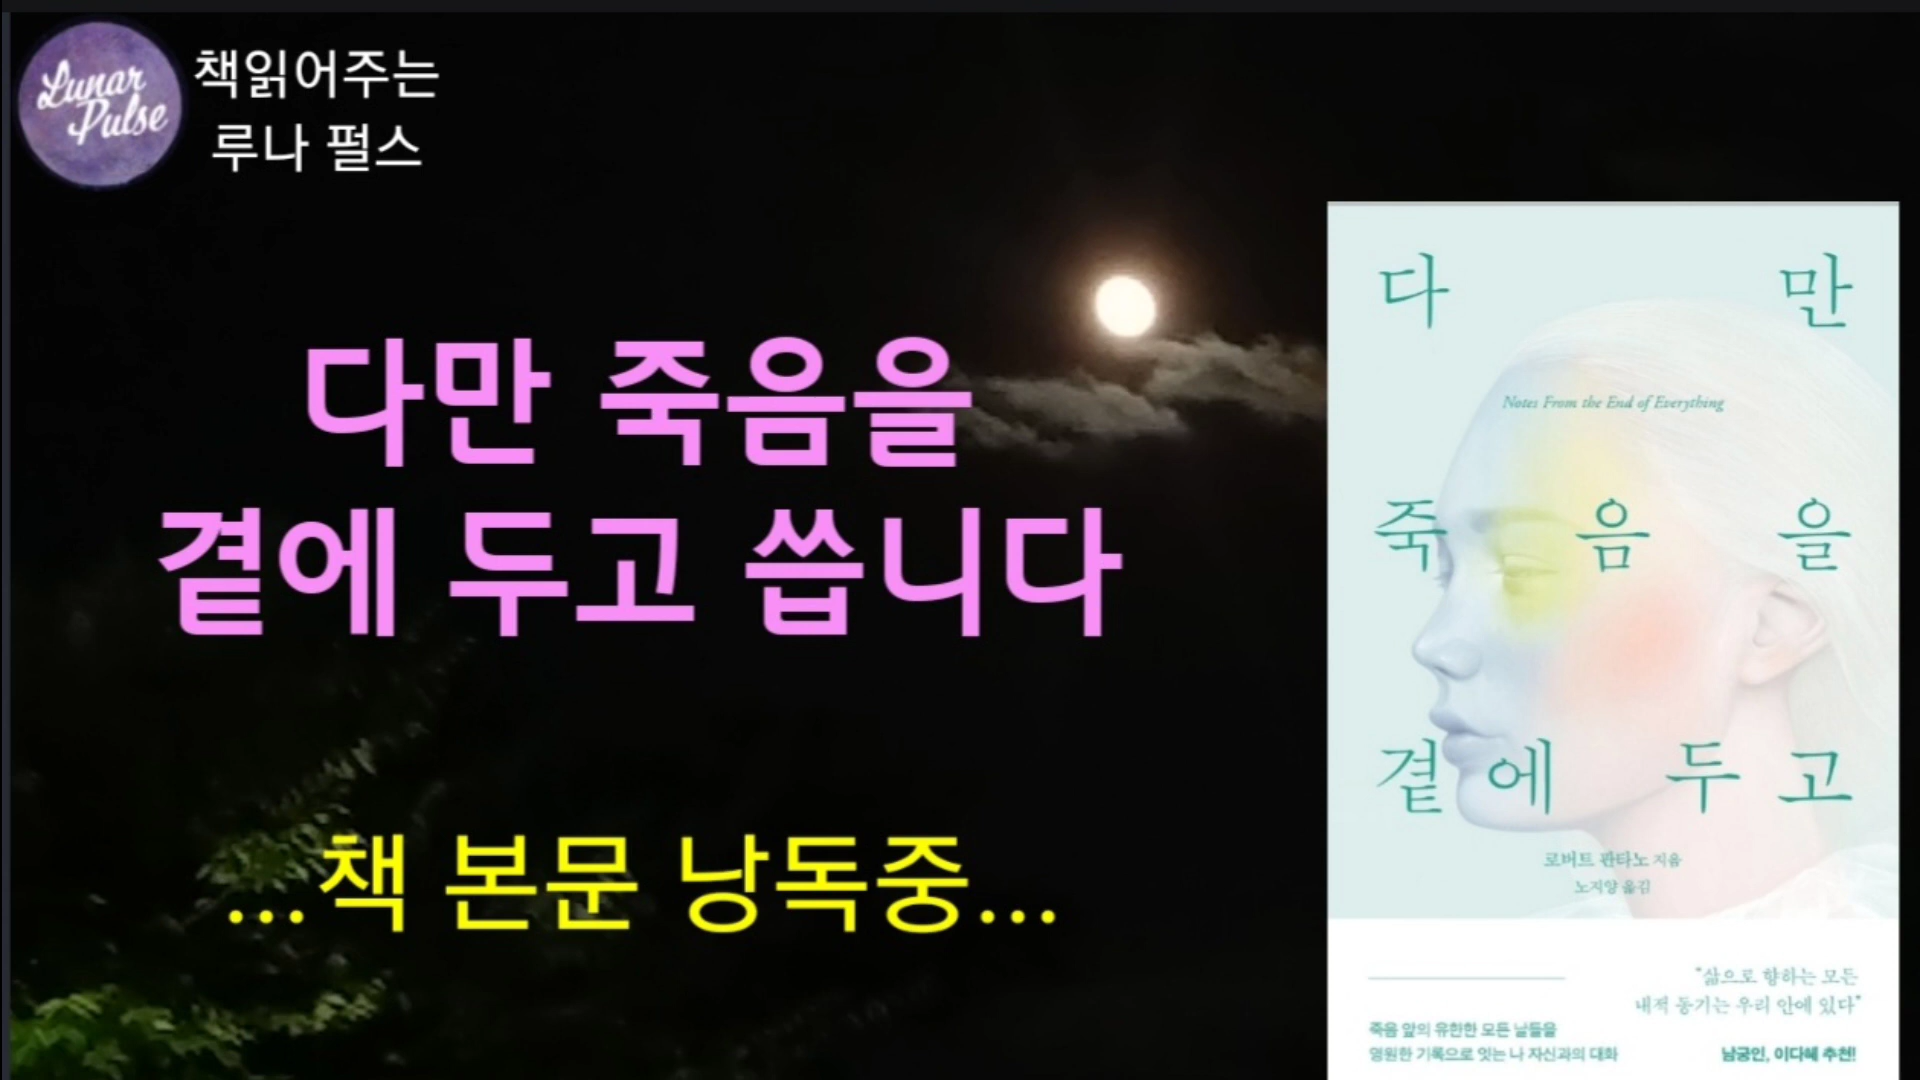 Lunar
Pulse
책읽어주는
루나 펄스
다만 죽음을
곁에 두고 씁니다
...책 본문 낭독중...
다 만
Notes From the End of Everything
죽 음 을
곁 에 두 고
로버트 판타노 지음
노지양 옮김
"삶으로 향하는 모든
내적 동기는 우리 안에 있다"
죽음 앞의 유한한 모든 날들을
영원한 기록으로 잇는 나 자신과의 대화
남궁인, 이다혜 추천!